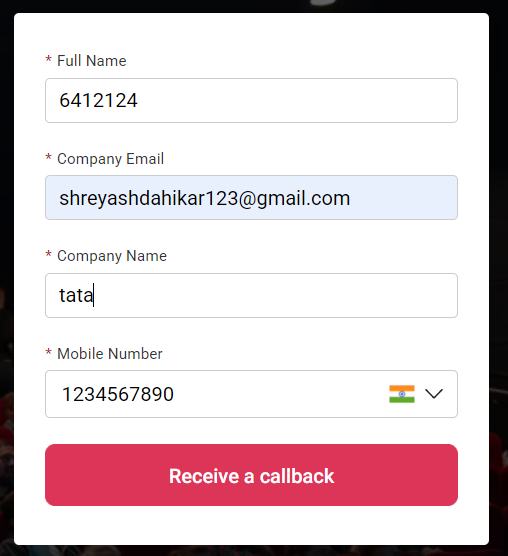 * Full Name
6412124
* Company Email
shreyashdahikar123@gmail.com
* Company Name
tata
* Mobile Number
1234567890
Receive a callback